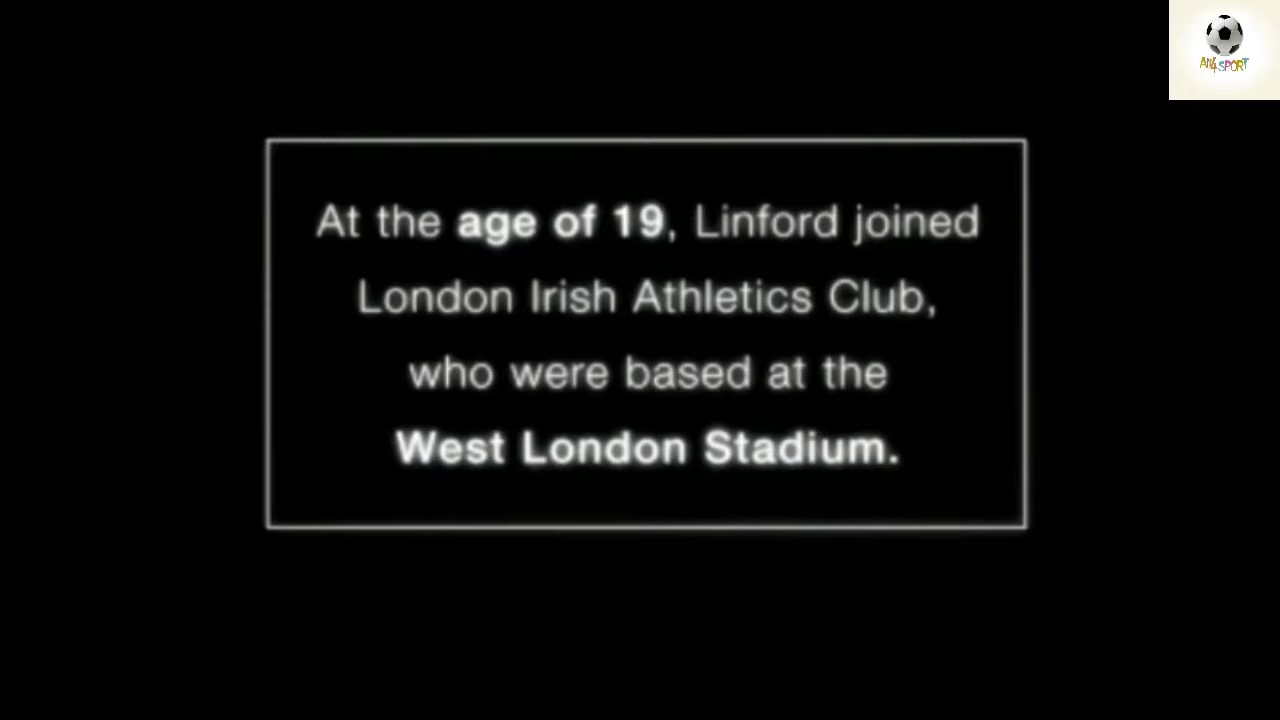 All4 SPORT
At the age of 19, Linford joined
London Irish Athletics Club,
who were based at the
West London Stadium.